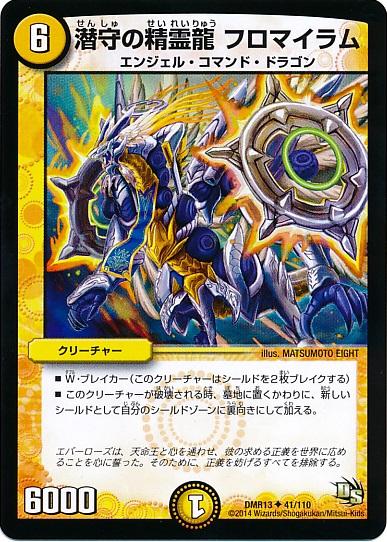 6
潜守の精霊龍 フロマイラム
せんしゅ せいれいりゅう
エンジェル・コマンド・ドラゴン
クリーチャー
illus. MATSUMOTO EIGHT
■ W・ブレイカー(このクリーチャーはシールドを2枚ブレイクする)
■ このクリーチャーが破壊される時、墓地に置くかわりに、新しい
シールドとして自分のシールドゾーンに裏向きにして加える。
エバーローズは、天命王と心を通わせ、彼の求める正義を世界に広め
ることを心に誓った。そのために、正義を妨げるすべてを排除する。
6000
1
DS
DMR13 ♦ 41/110
©2014 Wizards/Shogakukan/Mitsui-Kids